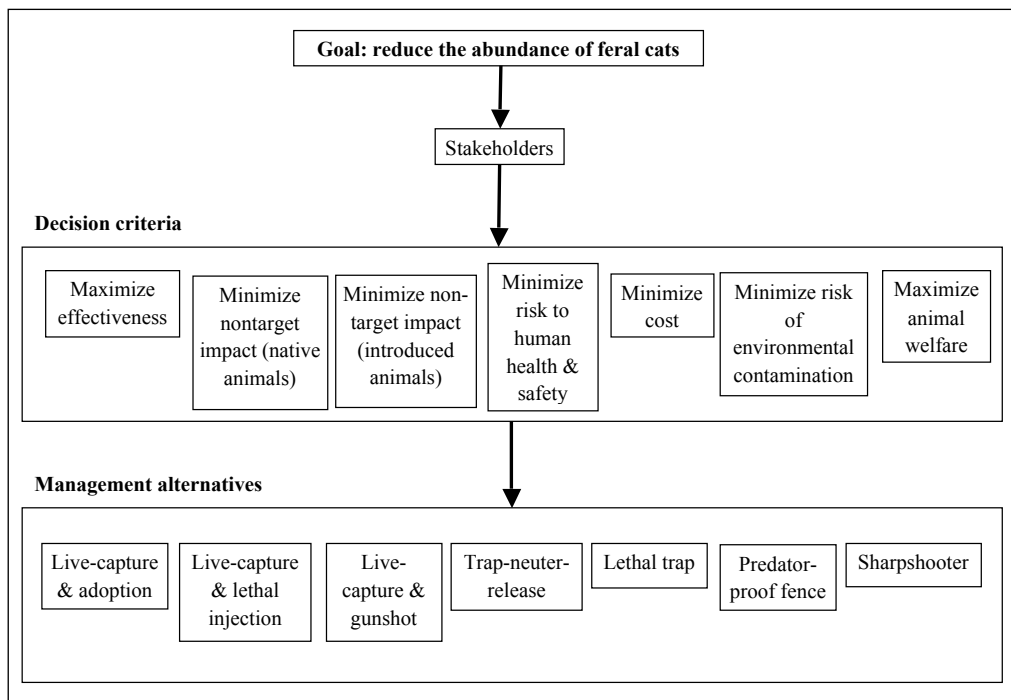 Goal: reduce the abundance of feral cats
Stakeholders
Decision criteria
Maximize
effectiveness
Minimize
nontarget
impact (native
animals)
Minimize non-
target impact
(introduced
animals)
Minimize
risk to
human
health &
safety
Minimize
cost
Minimize risk
of
environmental
contamination
Maximize
animal
welfare
Management alternatives
Live-capture
& adoption
Live-capture
& lethal
injection
Live-
capture &
gunshot
Trap-neuter-
release
Lethal trap
Predator-
proof fence
Sharpshooter